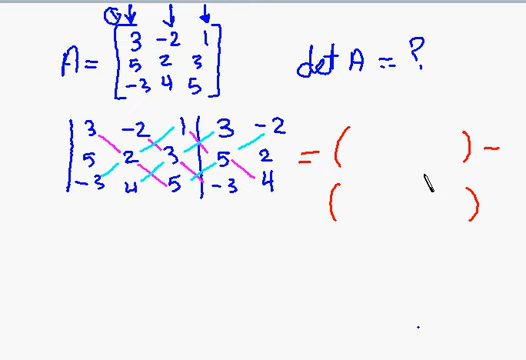 3 -2 1
A = 5 2 3 det A = ?
-3 4 5
3 -2 1 3 -2
5 2 3 5 2 = ( ) -
-3 4 5 -3 4 ( )